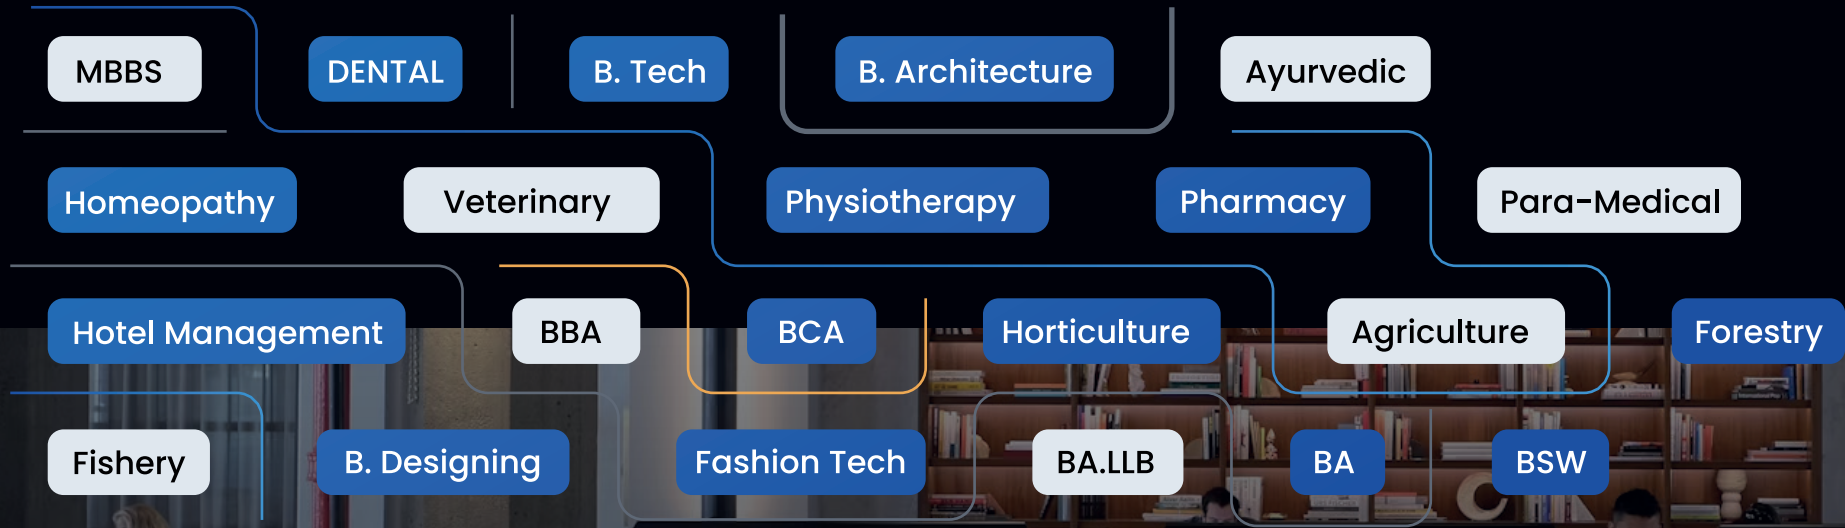 MBBS DENTAL B. Tech B. Architecture Ayurvedic
Homeopathy Veterinary Physiotherapy Pharmacy Para-Medical
Hotel Management BBA BCA Horticulture Agriculture Forestry
Fishery B. Designing Fashion Tech BA.LLB BA BSW